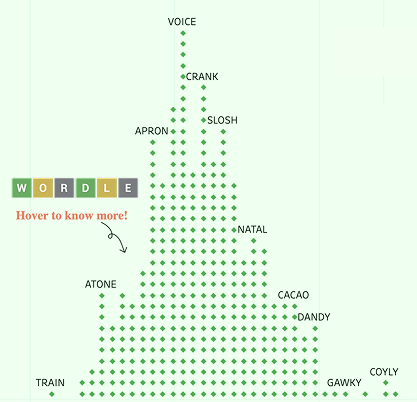 VOICE
CRANK
SLOSH
APRON
WORDLE
Hover to know more!
NATAL
ATONE
CACAO
DANDY
TRAIN
GAWKY
COYLY